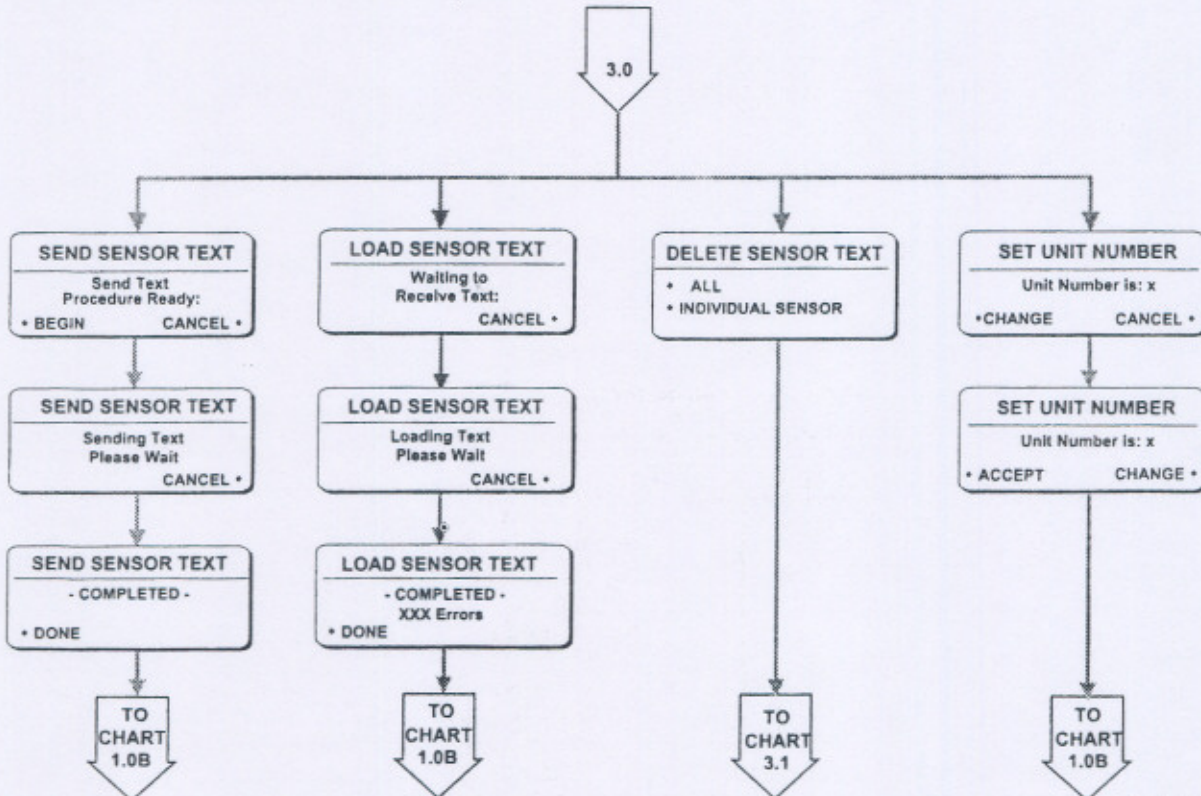 3.0
SEND SENSOR TEXT
Send Text
Procedure Ready:
• BEGIN CANCEL •
SEND SENSOR TEXT
Sending Text
Please Wait
CANCEL •
SEND SENSOR TEXT
- COMPLETED -
• DONE
TO
CHART
1.0B
LOAD SENSOR TEXT
Waiting to
Receive Text:
CANCEL •
LOAD SENSOR TEXT
Loading Text
Please Wait
CANCEL •
LOAD SENSOR TEXT
- COMPLETED -
XXX Errors
• DONE
TO
CHART
1.0B
DELETE SENSOR TEXT
• ALL
• INDIVIDUAL SENSOR
TO
CHART
3.1
SET UNIT NUMBER
Unit Number is: x
•CHANGE CANCEL •
SET UNIT NUMBER
Unit Number is: x
• ACCEPT CHANGE •
TO
CHART
1.0B